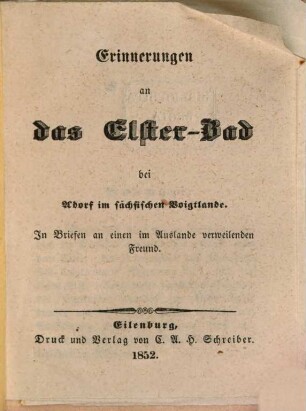 Erinnerungen
an
das Elster-Bad
bei
Adorf im sächsischen Voigtlande.
In Briefen an einen im Auslande verweilenden
Freund.
Eilenburg,
Druck und Verlag von C. A. H. Schreiber.
1852.